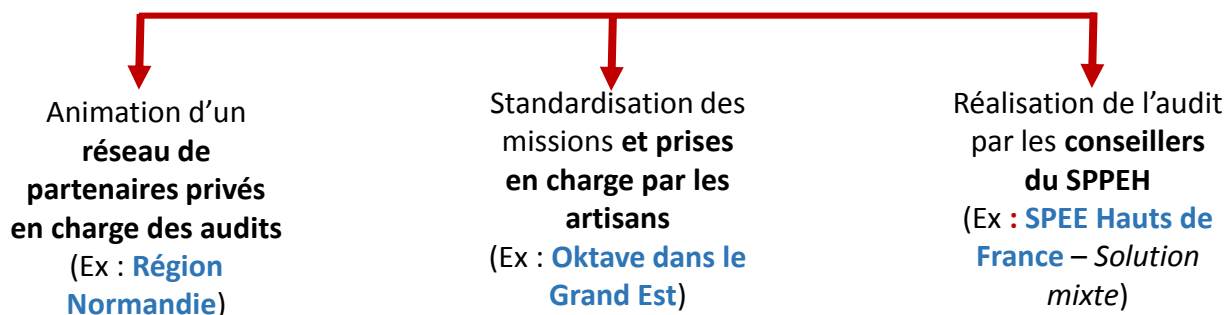 Animation d’un
réseau de
partenaires privés
en charge des audits
(Ex : Région
Normandie)
Standardisation des
missions et prises
en charge par les
artisans
(Ex : Oktave dans le
Grand Est)
Réalisation de l’audit
par les conseillers
du SPPEH
(Ex : SPEE Hauts de
France – Solution
mixte)